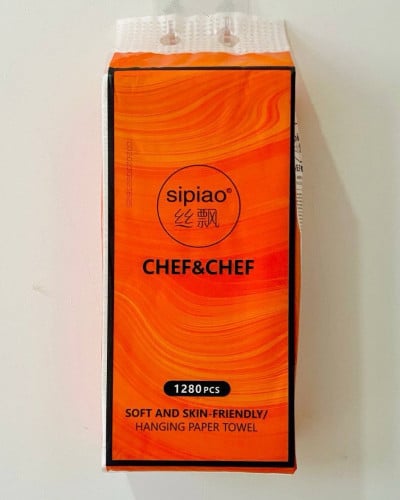 sipiao®
丝飘
CHEF&CHEF
1280PCS
SOFT AND SKIN-FRIENDLY/
HANGING PAPER TOWEL